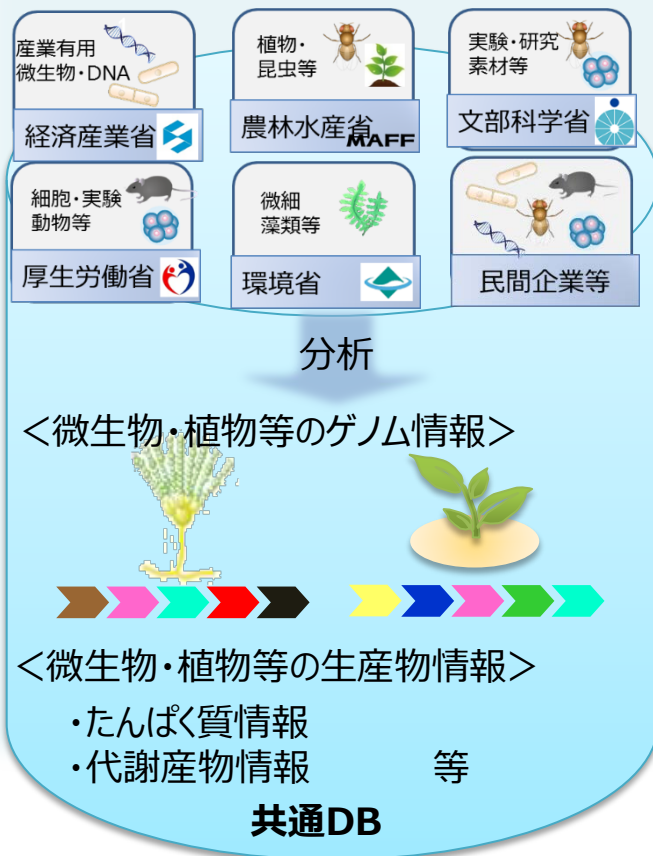 産業有用
微生物・DNA
経済産業省
植物・
昆虫等
農林水産省
MAFF
実験・研究
素材等
文部科学省
細胞・実験
動物等
厚生労働省
微細
藻類等
環境省
民間企業等
分析
＜微生物・植物等のゲノム情報＞
＜微生物・植物等の生産物情報＞
・たんぱく質情報
・代謝産物情報 等
共通DB